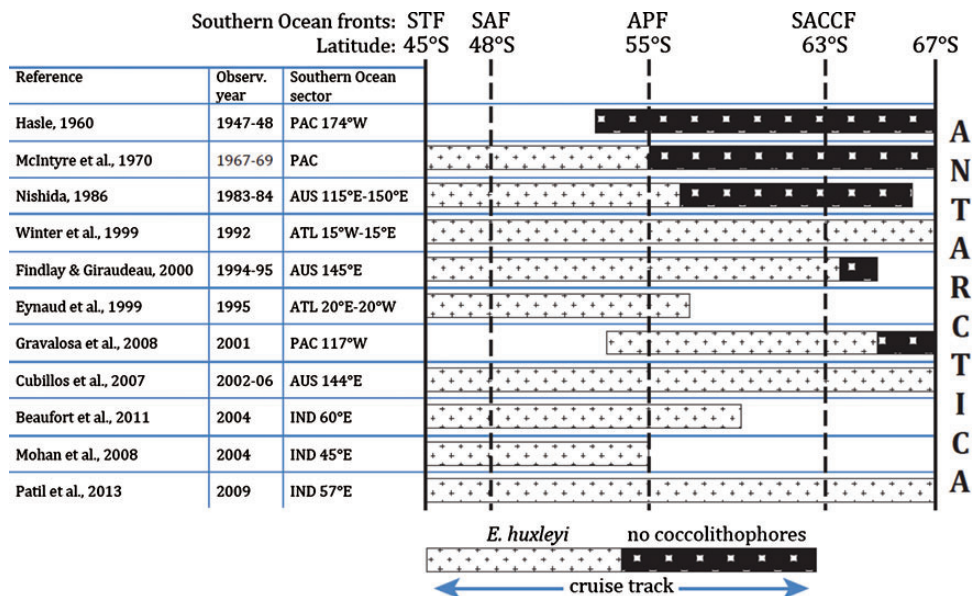 Southern Ocean fronts: STF SAF APF SACCF
Latitude: 45°S 48°S 55°S 63°S 67°S
Reference Observ. year Southern Ocean sector
Hasle, 1960 1947-48 PAC 174°W
McIntyre et al., 1970 1967-69 PAC
Nishida, 1986 1983-84 AUS 115°E-150°E
Winter et al., 1999 1992 ATL 15°W-15°E
Findlay & Giraudeau, 2000 1994-95 AUS 145°E
Eynaud et al., 1999 1995 ATL 20°E-20°W
Gravalosa et al., 2008 2001 PAC 117°W
Cubillos et al., 2007 2002-06 AUS 144°E
Beaufort et al., 2011 2004 IND 60°E
Mohan et al., 2008 2004 IND 45°E
Patil et al., 2013 2009 IND 57°E
ANTARCTICA
E. huxleyi no coccolithophores
cruise track